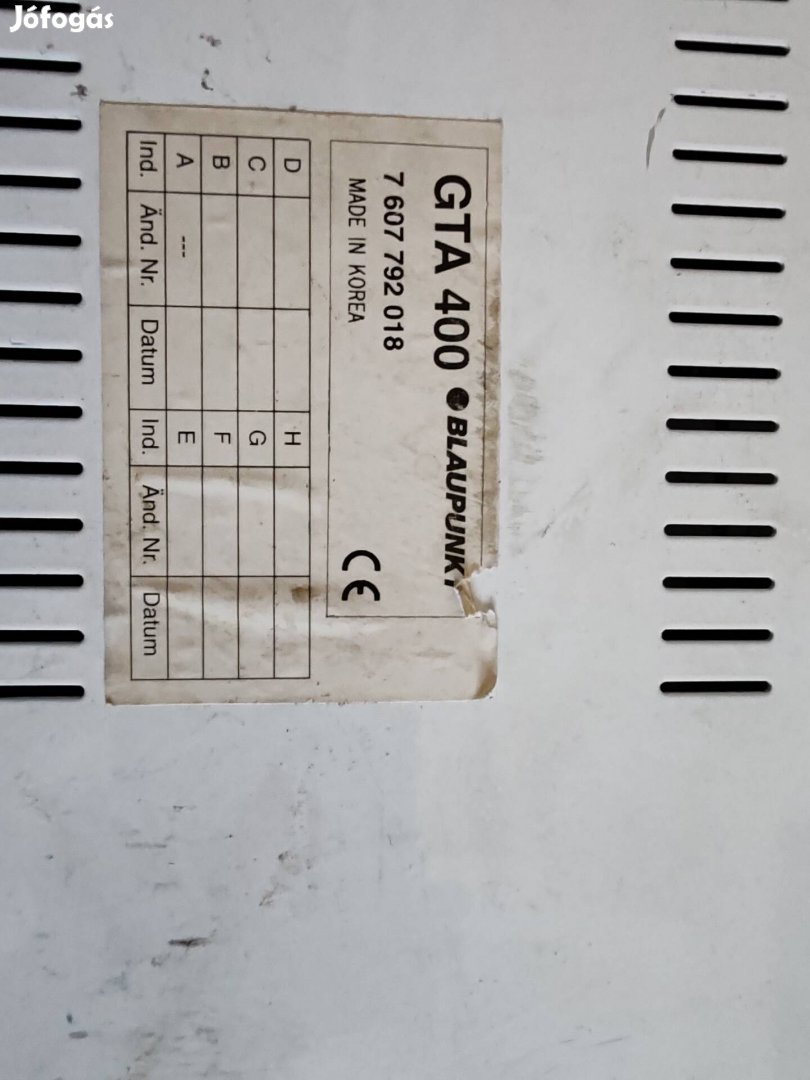 Jófogás
GTA 400 BLAUPUNKT
7 607 792 018
MADE IN KOREA
CE
D H
C G
B F
A --- E
Ind. Änd. Nr. Datum Ind. Änd. Nr. Datum